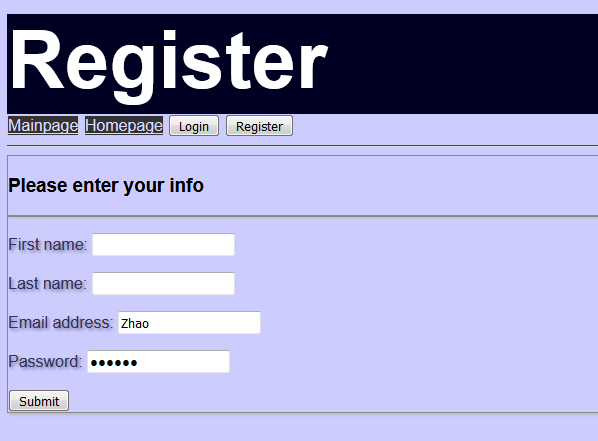 Register
Mainpage Homepage Login Register
Please enter your info
First name:
Last name:
Email address: Zhao
Password: ••••••
Submit